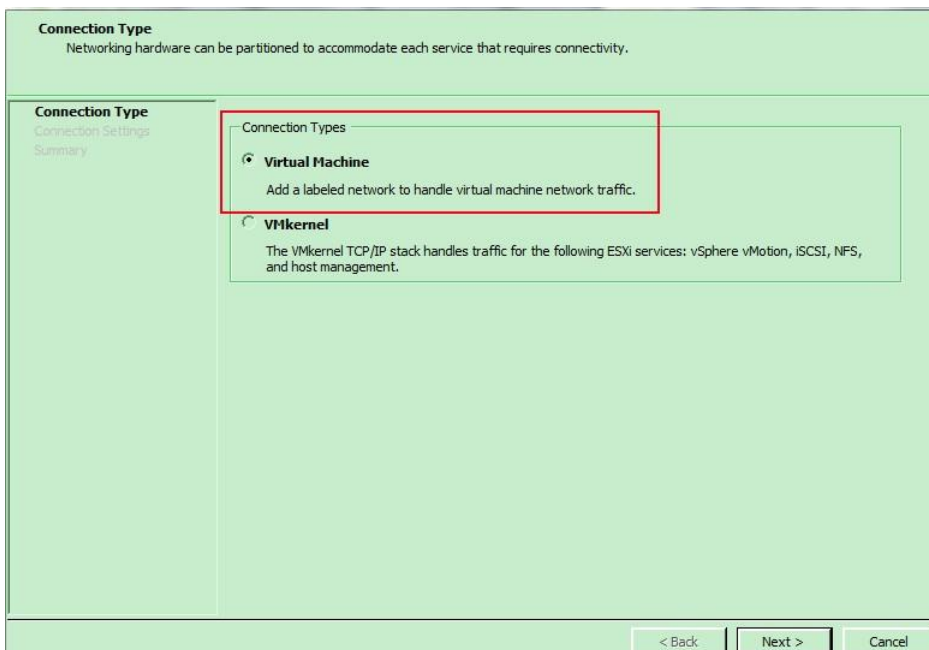 Connection Type
Networking hardware can be partitioned to accommodate each service that requires connectivity.
Connection Type
Connection Settings
Summary
Connection Types
Virtual Machine
Add a labeled network to handle virtual machine network traffic.
VMkernel
The VMkernel TCP/IP stack handles traffic for the following ESXi services: vSphere vMotion, iSCSI, NFS,
and host management.
< Back Next > Cancel